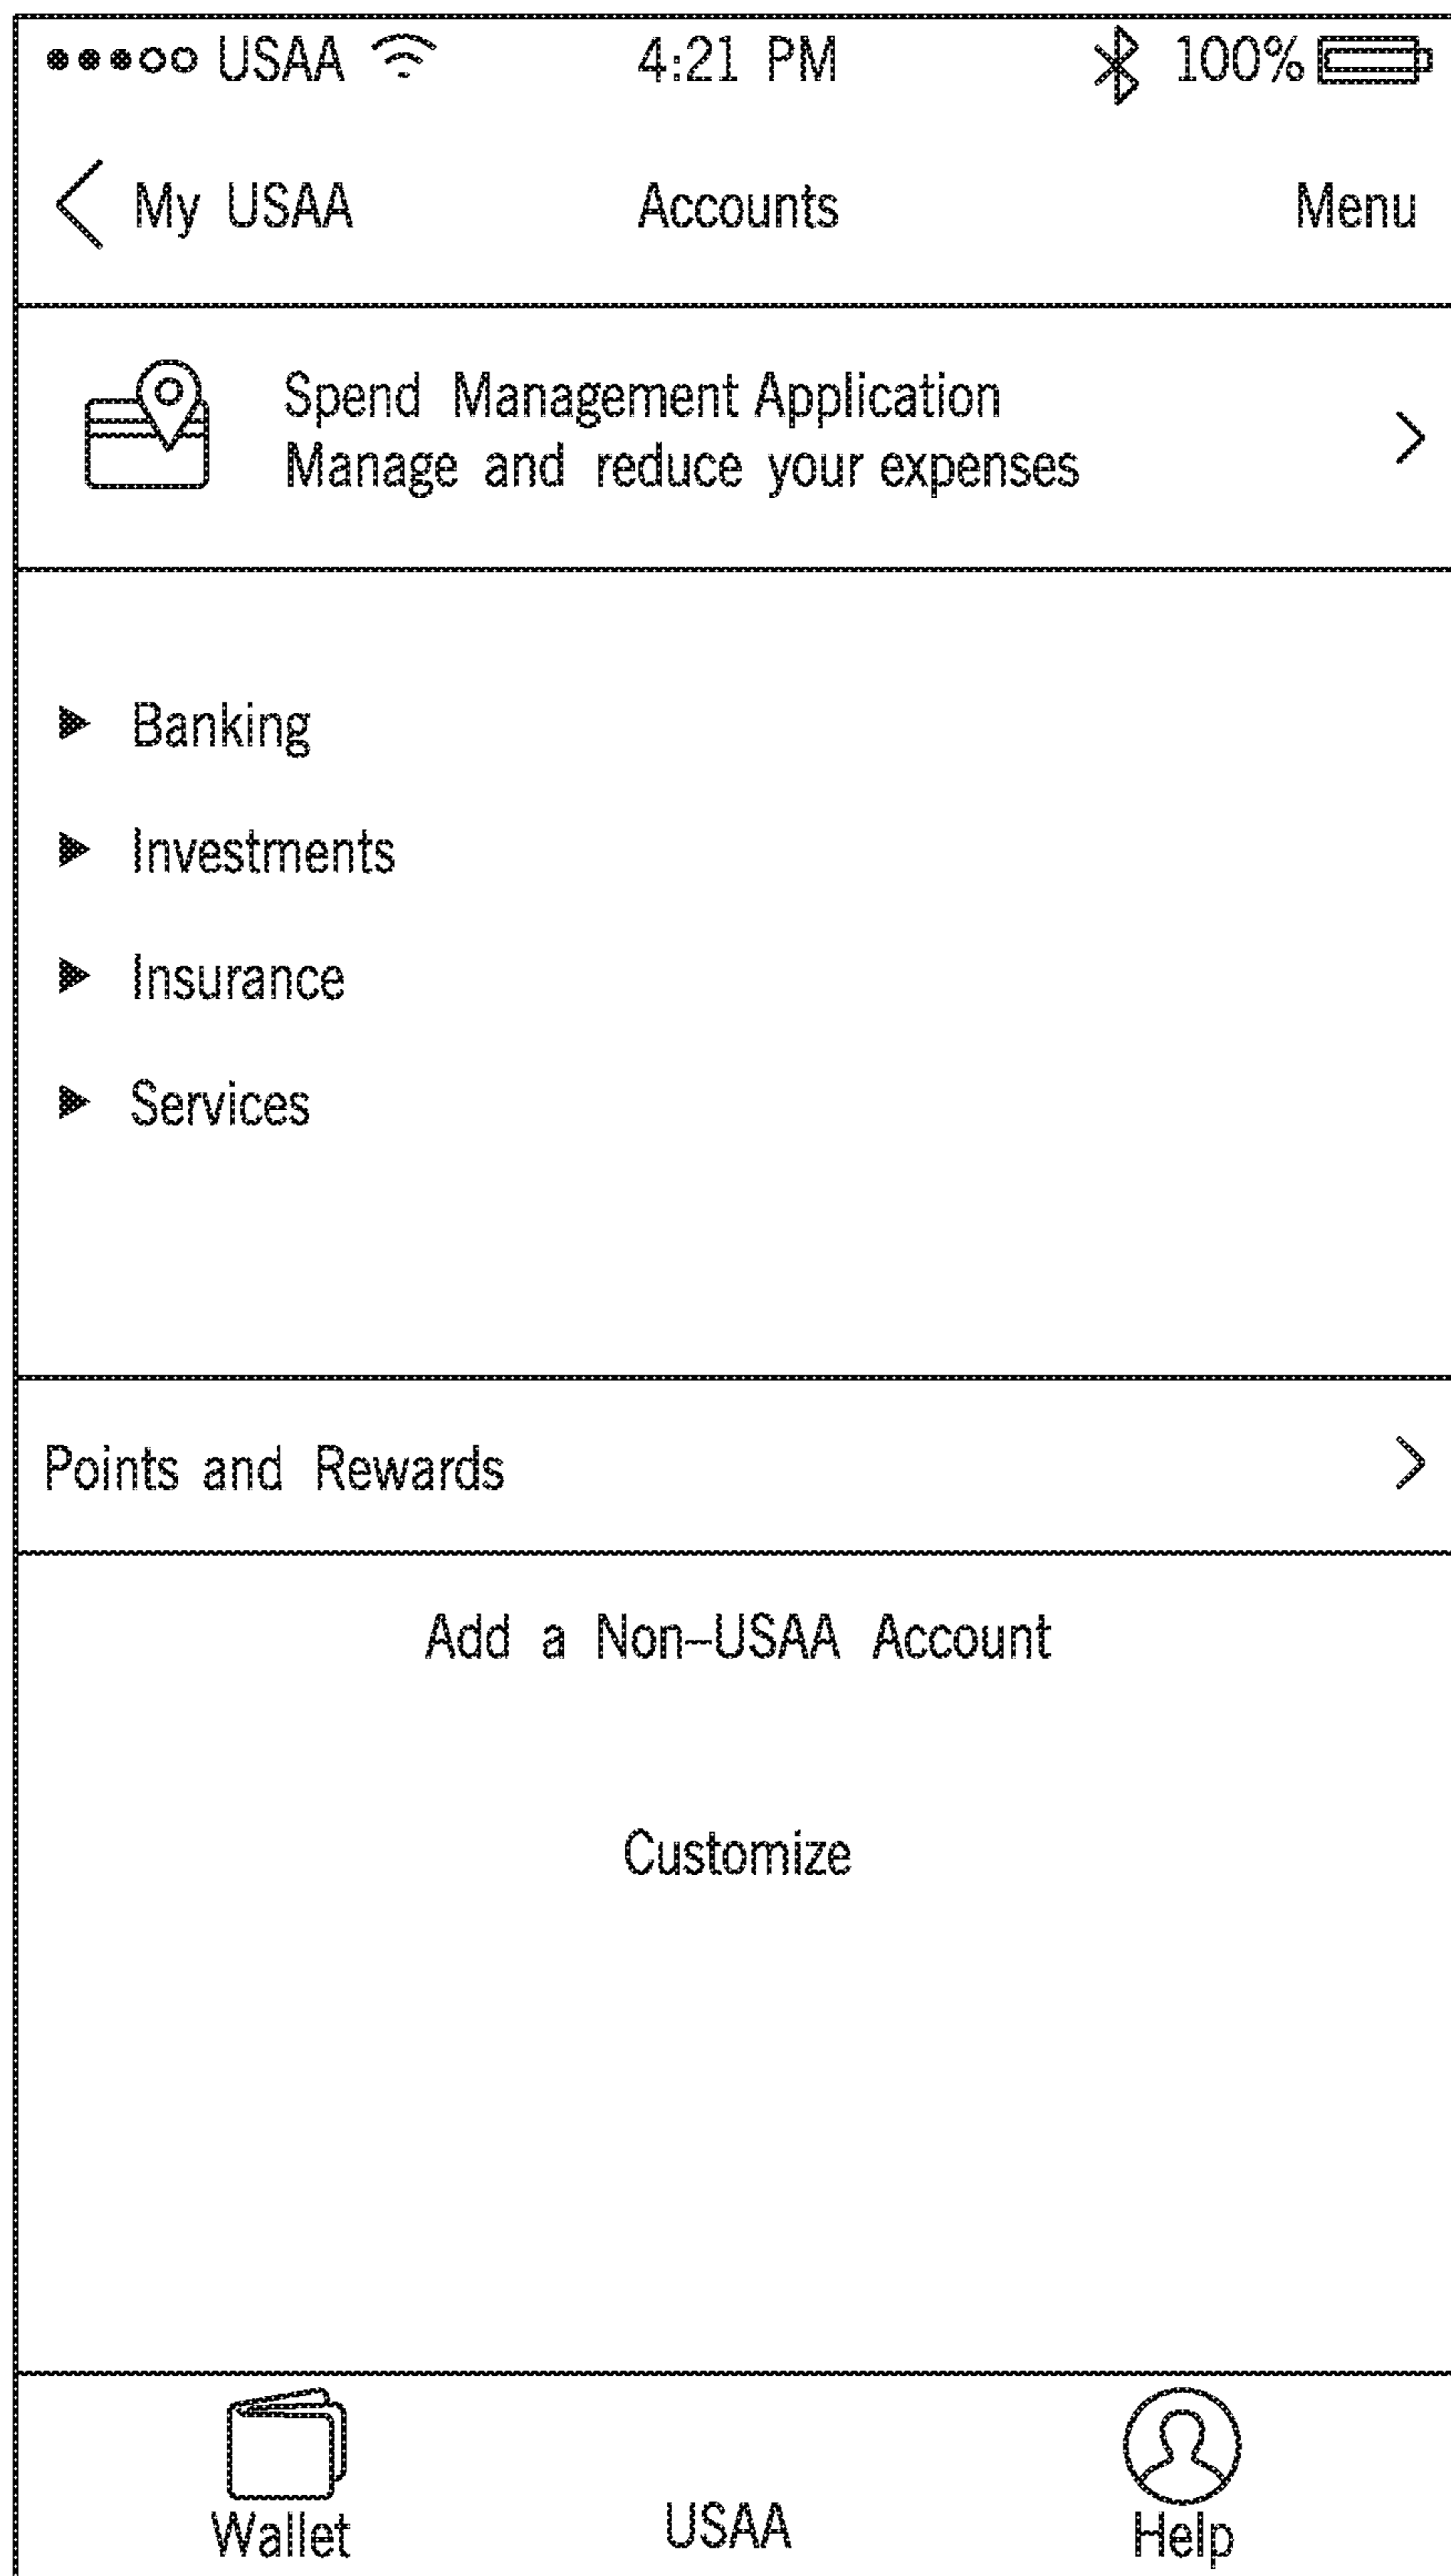 USAA 4:21 PM 100%
My USAA Accounts Menu
Spend Management Application
Manage and reduce your expenses
Banking
Investments
Insurance
Services
Points and Rewards
Add a Non-USAA Account
Customize
Wallet USAA Help